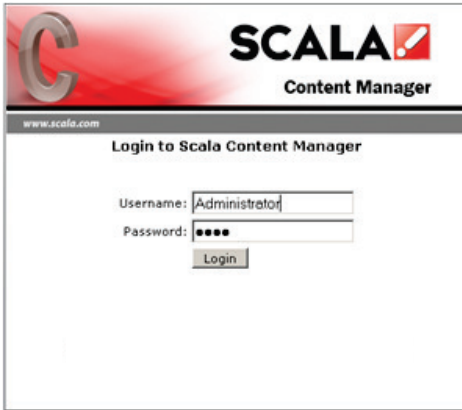 C
SCALA
Content Manager
www.scala.com
Login to Scala Content Manager
Username: Administrator
Password: ●●●●
Login